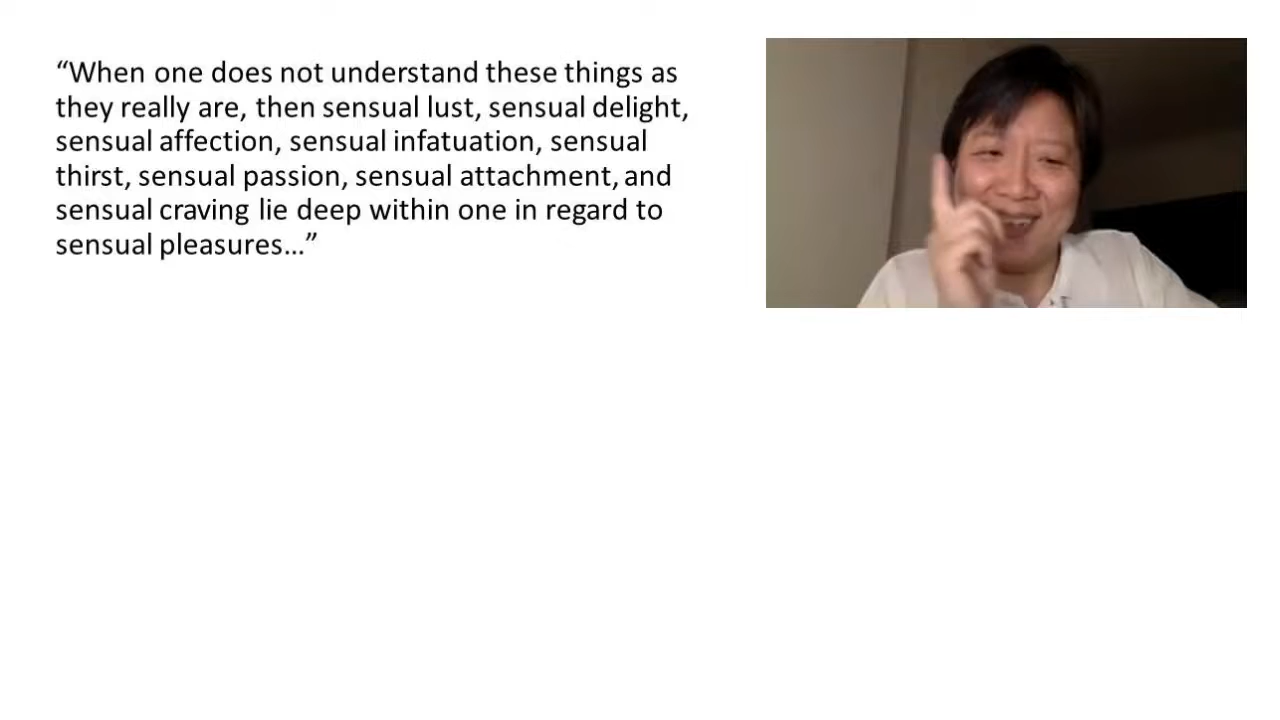 “When one does not understand these things as
they really are, then sensual lust, sensual delight,
sensual affection, sensual infatuation, sensual
thirst, sensual passion, sensual attachment, and
sensual craving lie deep within one in regard to
sensual pleasures…”